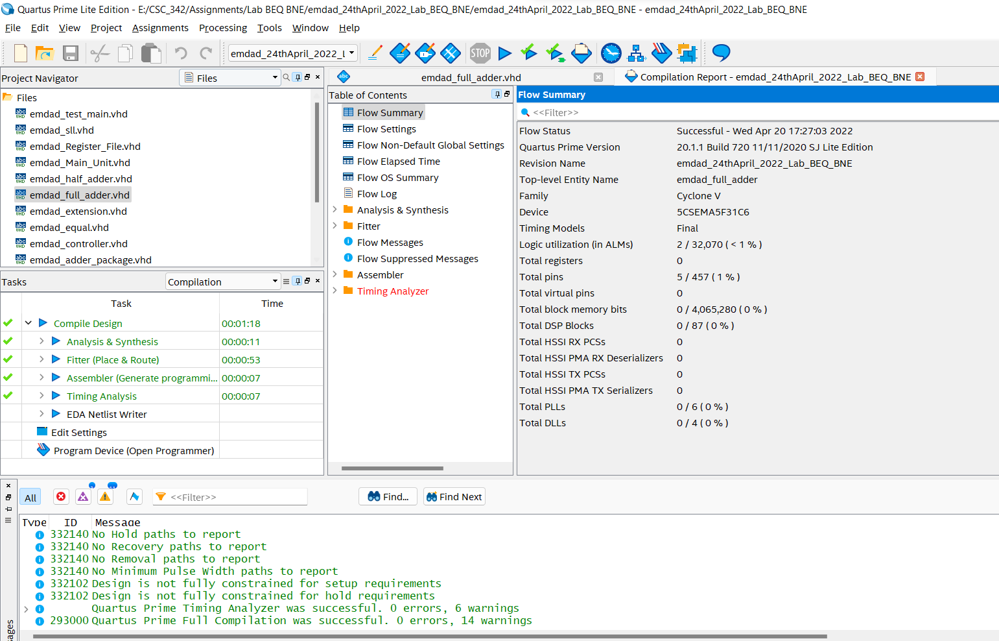 Quartus Prime Lite Edition - E:/CSC_342/Assignments/Lab BEQ BNE/emdad_24thApril_2022_Lab_BEQ_BNE/emdad_24thApril_2022_Lab_BEQ_BNE - emdad_24thApril_2022_Lab_BEQ_BNE
File Edit View Project Assignments Processing Tools Window Help
emdad_24thApril_2022_L
STOP
Project Navigator
Files
Files
emdad_test_main.vhd
emdad_sll.vhd
emdad_Register_File.vhd
emdad_Main_Unit.vhd
emdad_half_adder.vhd
emdad_full_adder.vhd
emdad_extension.vhd
emdad_equal.vhd
emdad_controller.vhd
emdad_adder_package.vhd
Tasks
Compilation
Task Time
Compile Design 00:01:18
Analysis & Synthesis 00:00:11
Fitter (Place & Route) 00:00:53
Assembler (Generate programmi... 00:00:07
Timing Analysis 00:00:07
EDA Netlist Writer
Edit Settings
Program Device (Open Programmer)
emdad_full_adder.vhd
Compilation Report - emdad_24thApril_2022_Lab_BEQ_BNE
Table of Contents
Flow Summary
Flow Settings
Flow Non-Default Global Settings
Flow Elapsed Time
Flow OS Summary
Flow Log
Analysis & Synthesis
Fitter
Flow Messages
Flow Suppressed Messages
Assembler
Timing Analyzer
Flow Summary
<<Filter>>
Flow Status Successful - Wed Apr 20 17:27:03 2022
Quartus Prime Version 20.1.1 Build 720 11/11/2020 SJ Lite Edition
Revision Name emdad_24thApril_2022_Lab_BEQ_BNE
Top-level Entity Name emdad_full_adder
Family Cyclone V
Device 5CSEMA5F31C6
Timing Models Final
Logic utilization (in ALMs) 2 / 32,070 ( < 1 % )
Total registers 0
Total pins 5 / 457 ( 1 % )
Total virtual pins 0
Total block memory bits 0 / 4,065,280 ( 0 % )
Total DSP Blocks 0 / 87 ( 0 % )
Total HSSI RX PCSs 0
Total HSSI PMA RX Deserializers 0
Total HSSI TX PCSs 0
Total HSSI PMA TX Serializers 0
Total PLLs 0 / 6 ( 0 % )
Total DLLs 0 / 4 ( 0 % )
All
<<Filter>>
Find...
Find Next
Type ID Message
332140 No Hold paths to report
332140 No Recovery paths to report
332140 No Removal paths to report
332140 No Minimum Pulse Width paths to report
332102 Design is not fully constrained for setup requirements
332102 Design is not fully constrained for hold requirements
Quartus Prime Timing Analyzer was successful. 0 errors, 6 warnings
293000 Quartus Prime Full Compilation was successful. 0 errors, 14 warnings